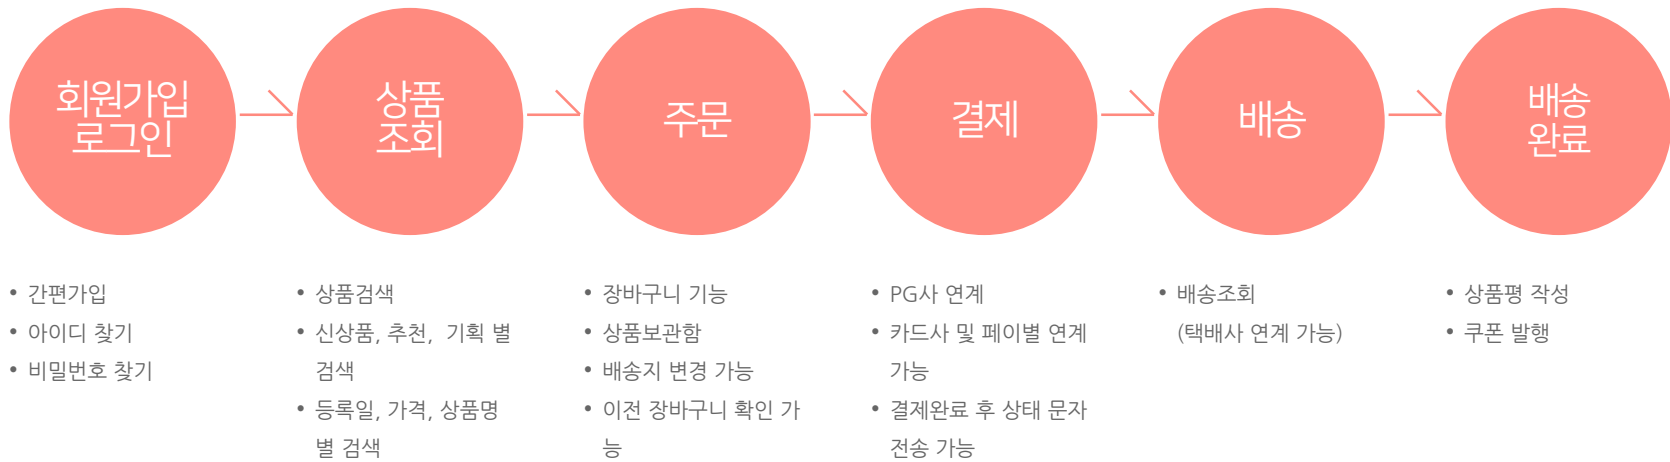 회원가입
로그인
상품
조회
주문
결제
배송
배송
완료
• 간편가입
• 아이디 찾기
• 비밀번호 찾기
• 상품검색
• 신상품, 추천, 기획 별
검색
• 등록일, 가격, 상품명
별 검색
• 장바구니 기능
• 상품보관함
• 배송지 변경 가능
• 이전 장바구니 확인 가
능
• PG사 연계
• 카드사 및 페이별 연계
가능
• 결제완료 후 상태 문자
전송 가능
• 배송조회
(택배사 연계 가능)
• 상품평 작성
• 쿠폰 발행